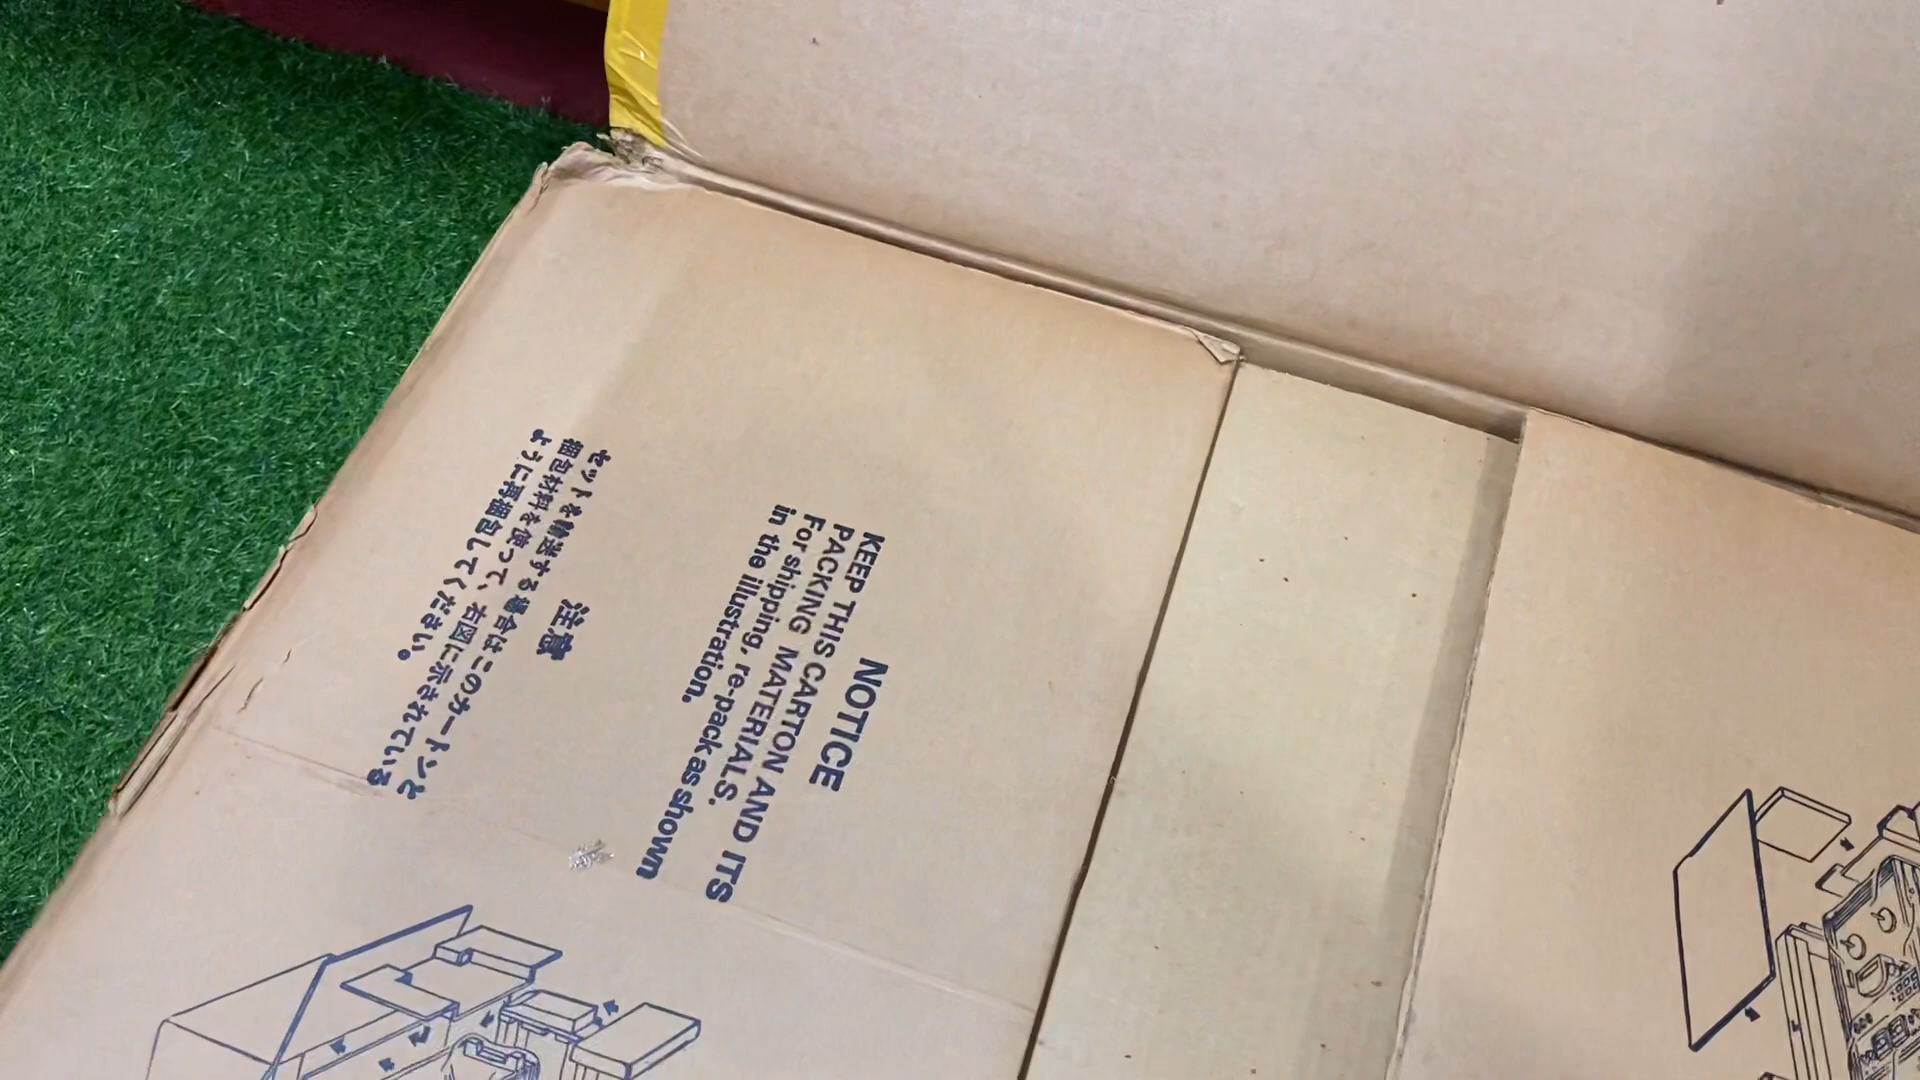 NOTICE
KEEP THIS CARTON AND ITS
PACKING MATERIALS.
For shipping, re-pack as shown
in the illustration.
注意
セットを輸送する場合はこのカートンと
梱包材料を使って、右図に示されている
ように再梱包してください。